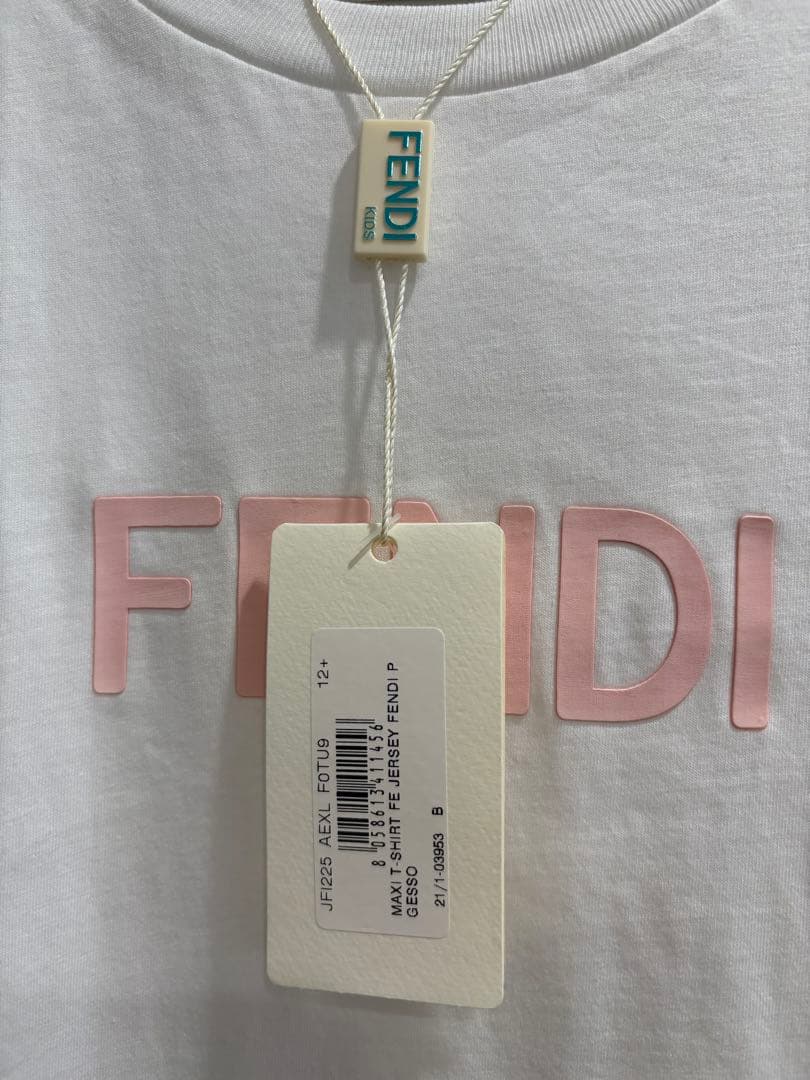 FENDI
KIDS
FENDI
JFI225 AEXL F0TU9 12+
8 058613 411456
MAXI T-SHIRT FE JERSEY FENDI P
GESSO
21/1-03953 B